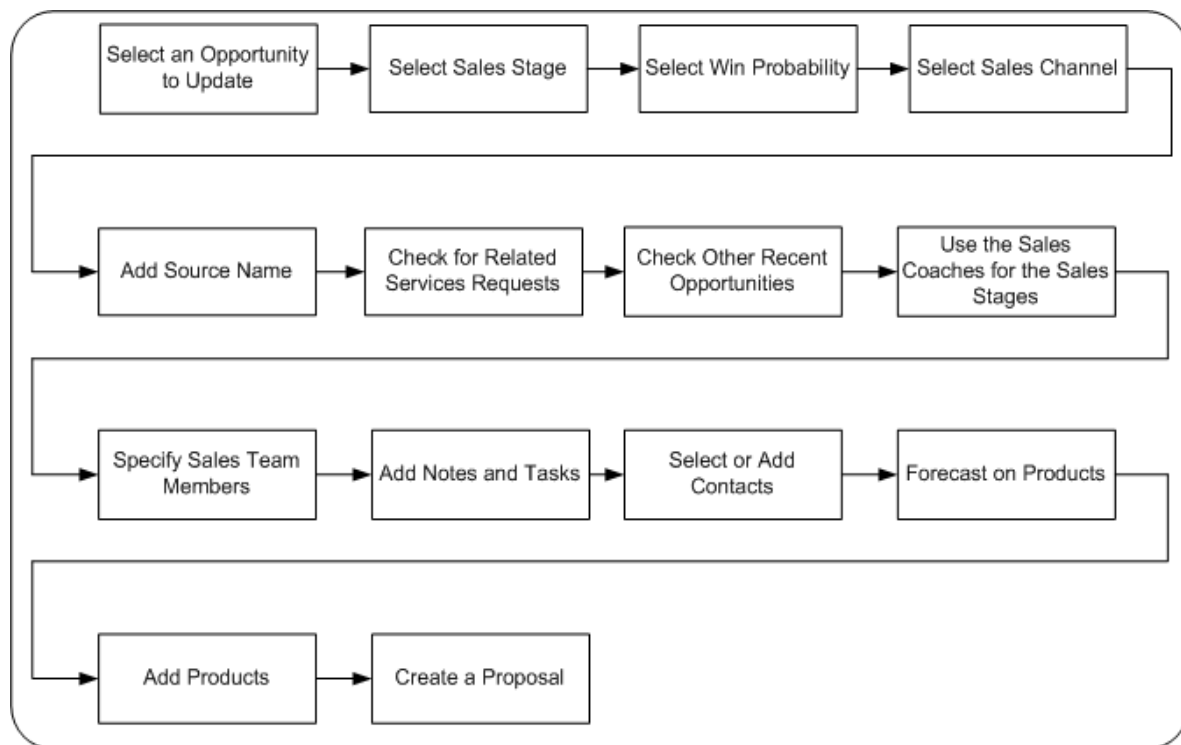 Select an Opportunity
to Update
Select Sales Stage
Select Win Probability
Select Sales Channel
Add Source Name
Check for Related
Services Requests
Check Other Recent
Opportunities
Use the Sales
Coaches for the Sales
Stages
Specify Sales Team
Members
Add Notes and Tasks
Select or Add
Contacts
Forecast on Products
Add Products
Create a Proposal